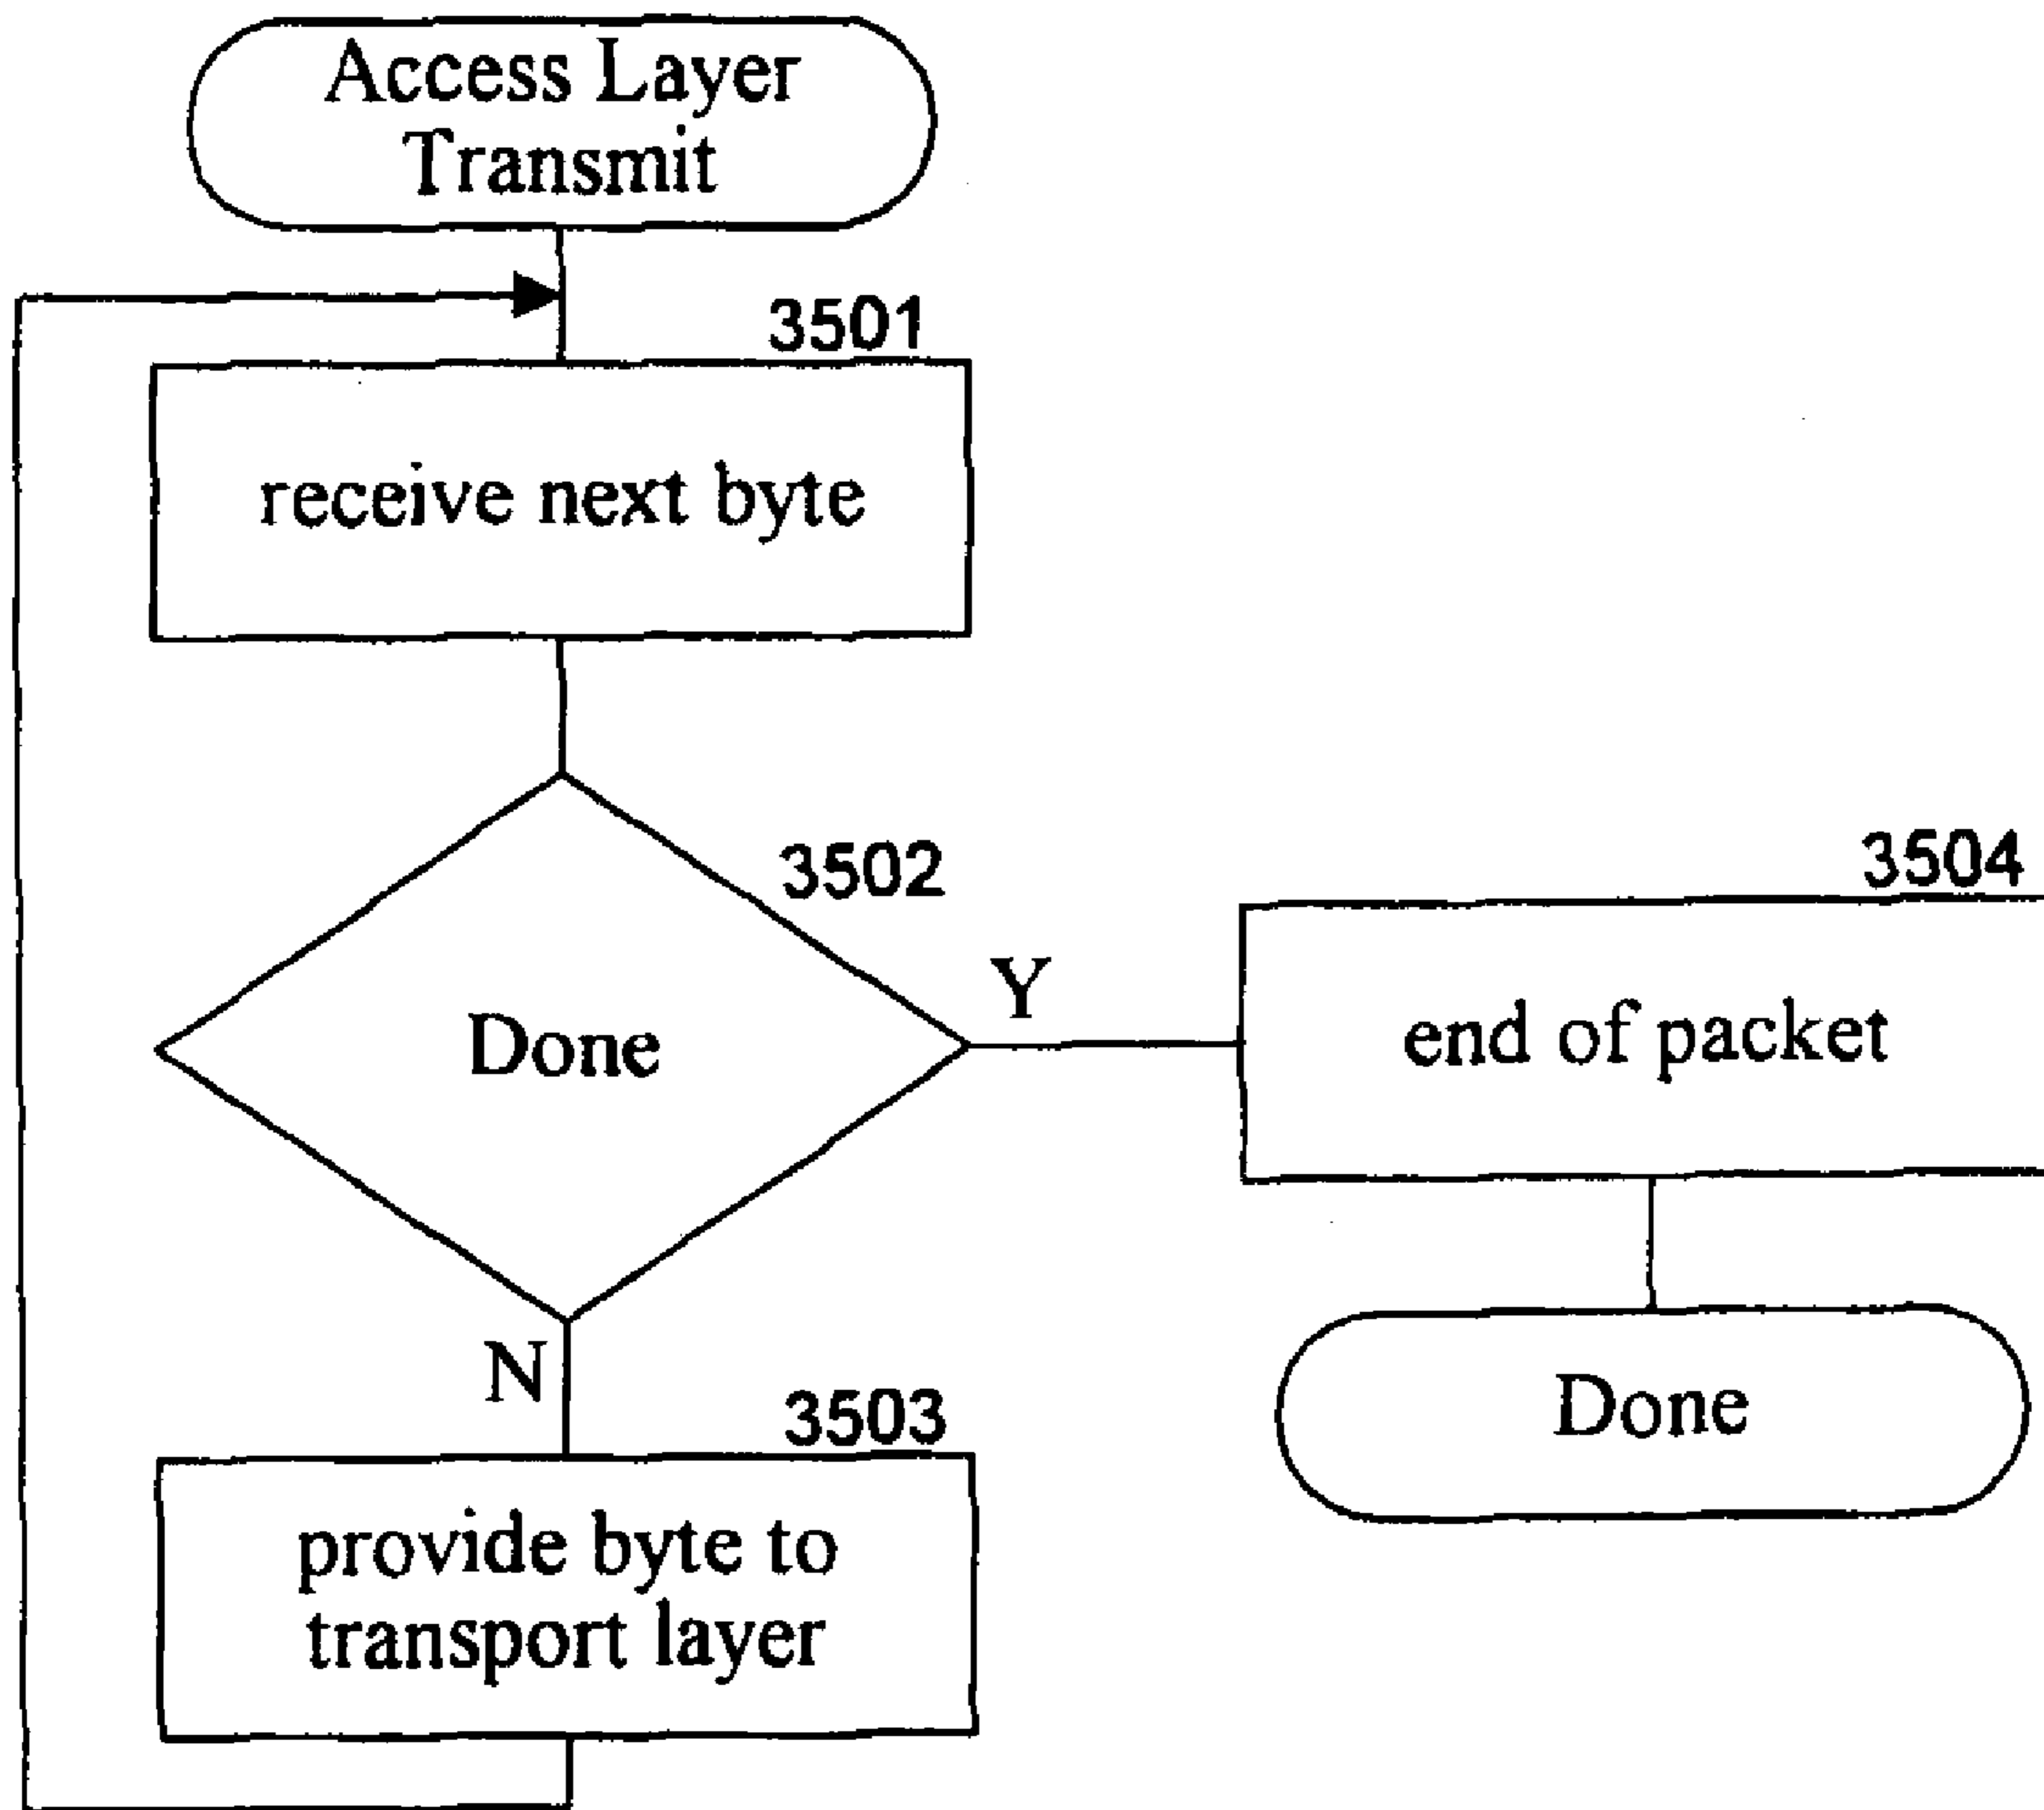 Access Layer
Transmit
3501
receive next byte
3502
Done
Y
3504
end of packet
Done
N
3503
provide byte to
transport layer